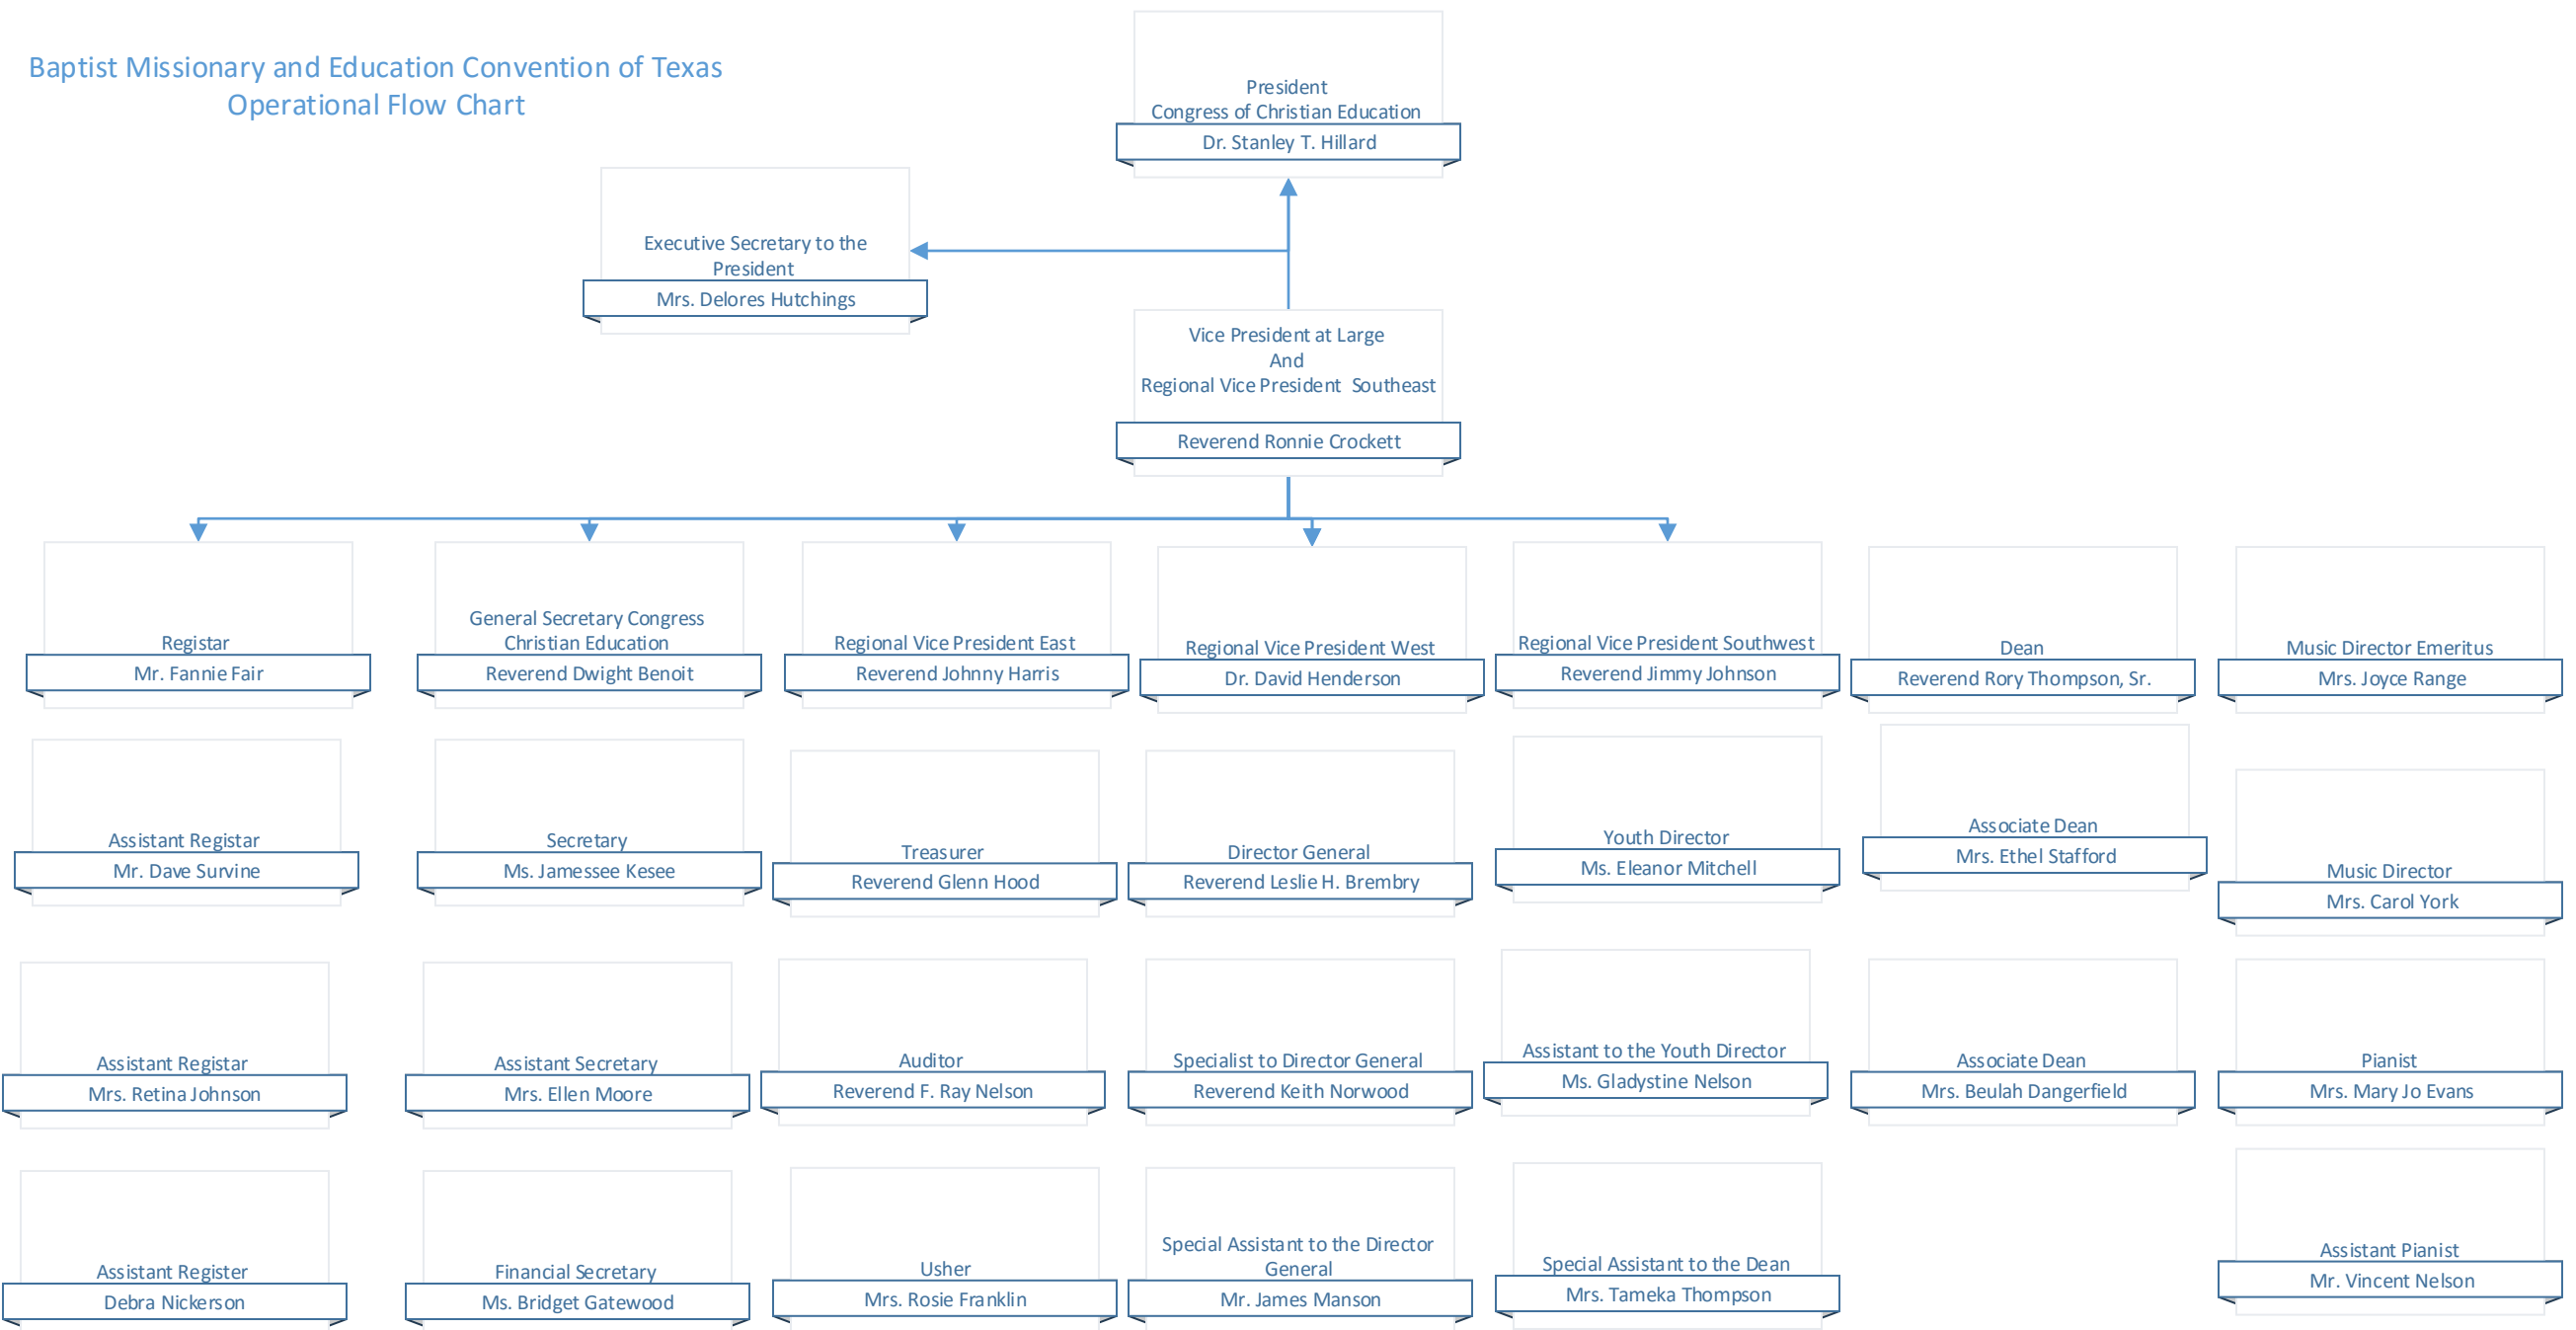 Baptist Missionary and Education Convention of Texas
Operational Flow Chart
President
Congress of Christian Education
Dr. Stanley T. Hillard
Executive Secretary to the
President
Mrs. Delores Hutchings
Vice President at Large
And
Regional Vice President Southeast
Reverend Ronnie Crockett
Registar
Mr. Fannie Fair
General Secretary Congress
Christian Education
Reverend Dwight Benoit
Regional Vice President East
Reverend Johnny Harris
Regional Vice President West
Dr. David Henderson
Regional Vice President Southwest
Reverend Jimmy Johnson
Dean
Reverend Rory Thompson, Sr.
Music Director Emeritus
Mrs. Joyce Range
Assistant Registar
Mr. Dave Survine
Secretary
Ms. Jamessee Kesee
Treasurer
Reverend Glenn Hood
Director General
Reverend Leslie H. Brembry
Youth Director
Ms. Eleanor Mitchell
Associate Dean
Mrs. Ethel Stafford
Music Director
Mrs. Carol York
Assistant Registar
Mrs. Retina Johnson
Assistant Secretary
Mrs. Ellen Moore
Auditor
Reverend F. Ray Nelson
Specialist to Director General
Reverend Keith Norwood
Assistant to the Youth Director
Ms. Gladystine Nelson
Associate Dean
Mrs. Beulah Dangerfield
Pianist
Mrs. Mary Jo Evans
Assistant Register
Debra Nickerson
Financial Secretary
Ms. Bridget Gatewood
Usher
Mrs. Rosie Franklin
Special Assistant to the Director
General
Mr. James Manson
Special Assistant to the Dean
Mrs. Tameka Thompson
Assistant Pianist
Mr. Vincent Nelson